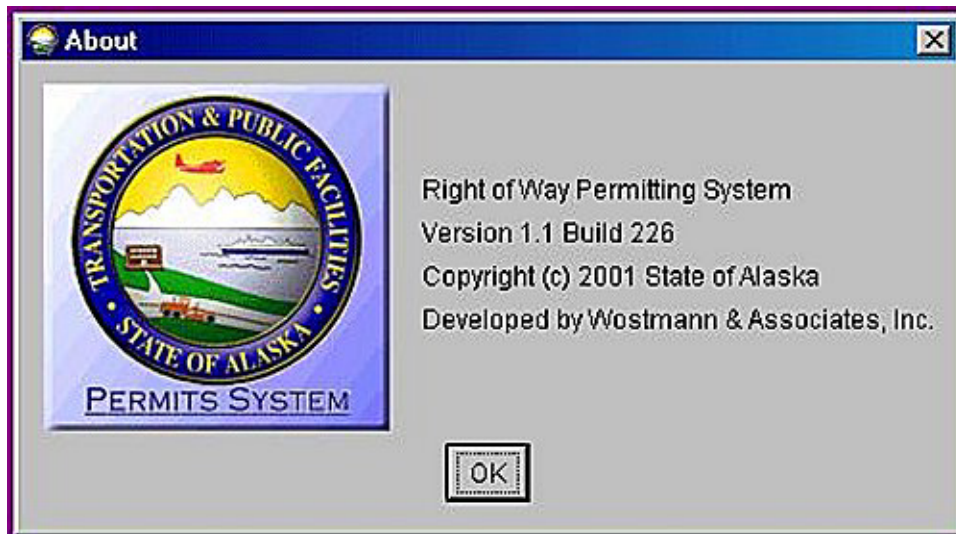 About
TRANSPORTATION & PUBLIC FACILITIES
• STATE OF ALASKA •
PERMITS SYSTEM
Right of Way Permitting System
Version 1.1 Build 226
Copyright (c) 2001 State of Alaska
Developed by Wostmann & Associates, Inc.
OK